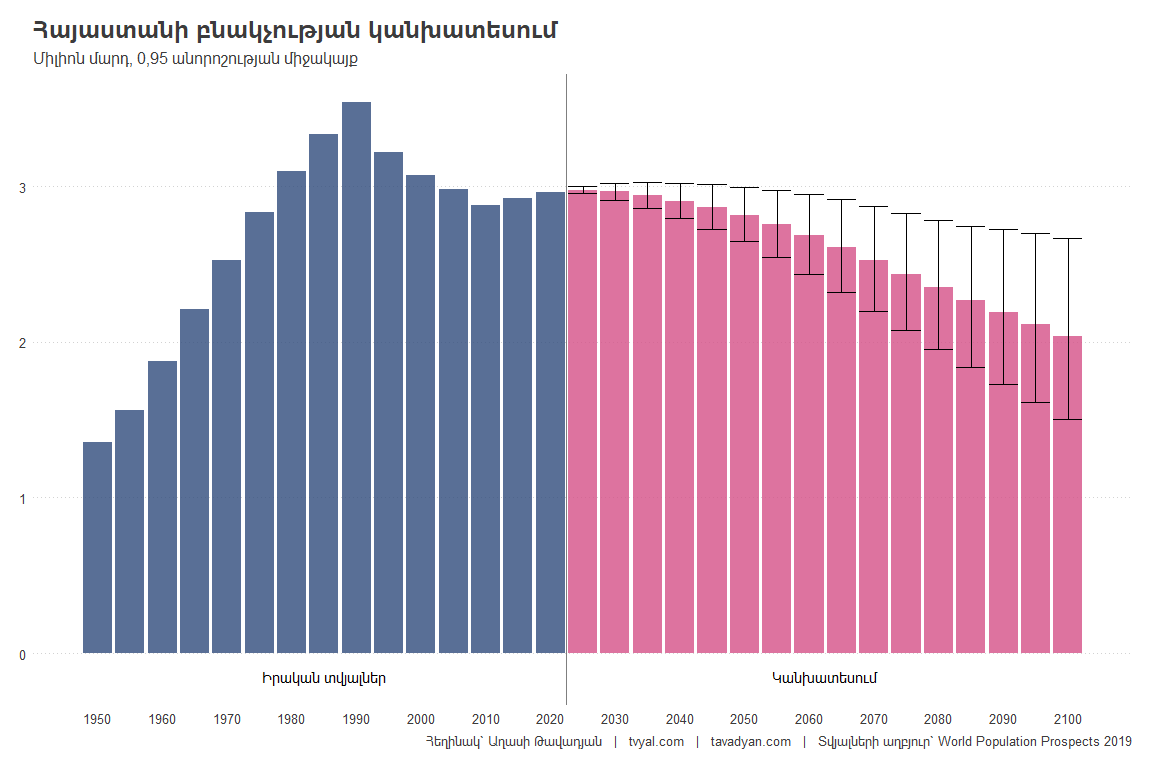 Հայաստանի բնակչության կանխատեսում
Միլիոն մարդ, 0,95 անորոշության միջակայք
3
2
1
0
Իրական տվյալներ Կանխատեսում
1950 1960 1970 1980 1990 2000 2010 2020 2030 2040 2050 2060 2070 2080 2090 2100
Հեղինակ` Աղասի Թավադյան | tvyal.com | tavadyan.com | Տվյալների աղբյուր` World Population Prospects 2019